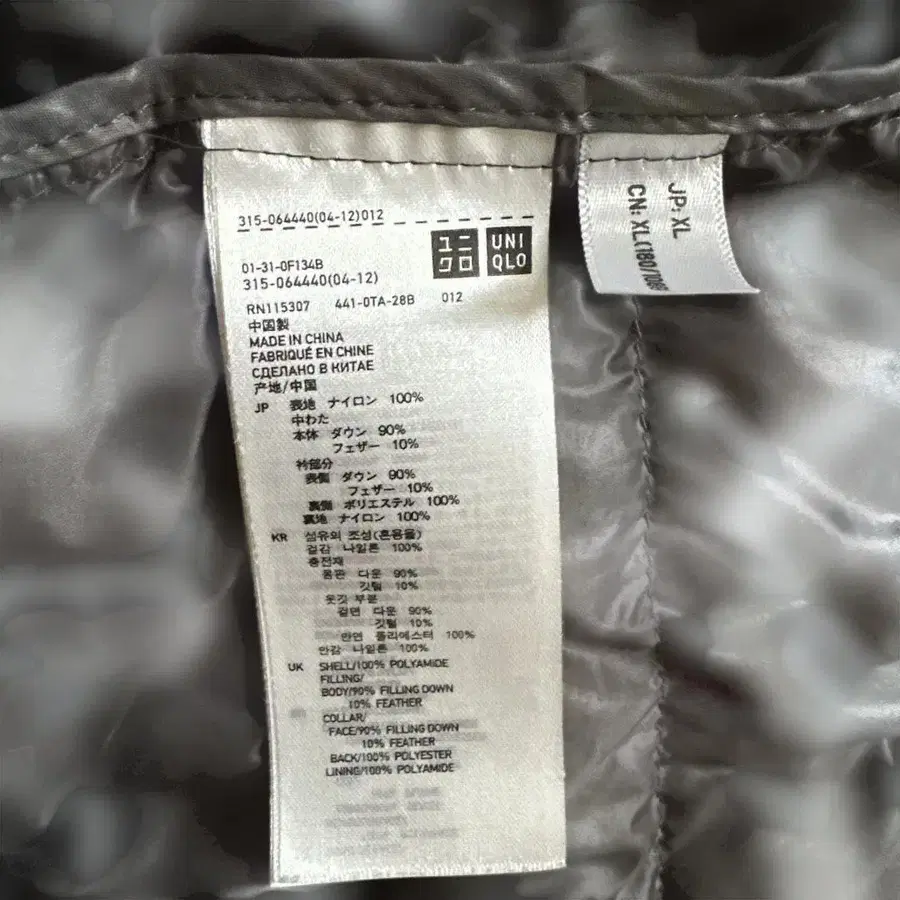 315-064440(04-12)012
ユニ
クロ
UNI
QLO
01-31-0F134B
315-064440(04-12)
RN115307 441-0TA-28B 012
中国製
MADE IN CHINA
FABRIQUÉ EN CHINE
СДЕЛАНО В КИТАЕ
产地/中国
JP 表地 ナイロン 100%
中わた
本体 ダウン 90%
フェザー 10%
衿部分
表側 ダウン 90%
フェザー 10%
裏側 ポリエステル 100%
裏地 ナイロン 100%
KR 섬유의 조성(혼용율)
겉감 나일론 100%
충전재
몸판 다운 90%
깃털 10%
옷깃 부분
겉면 다운 90%
깃털 10%
안면 폴리에스터 100%
안감 나일론 100%
UK SHELL/100% POLYAMIDE
FILLING/
BODY/90% FILLING DOWN
10% FEATHER
COLLAR/
FACE/90% FILLING DOWN
10% FEATHER
BACK/100% POLYESTER
LINING/100% POLYAMIDE
JP: XL
CN: XL(180/108